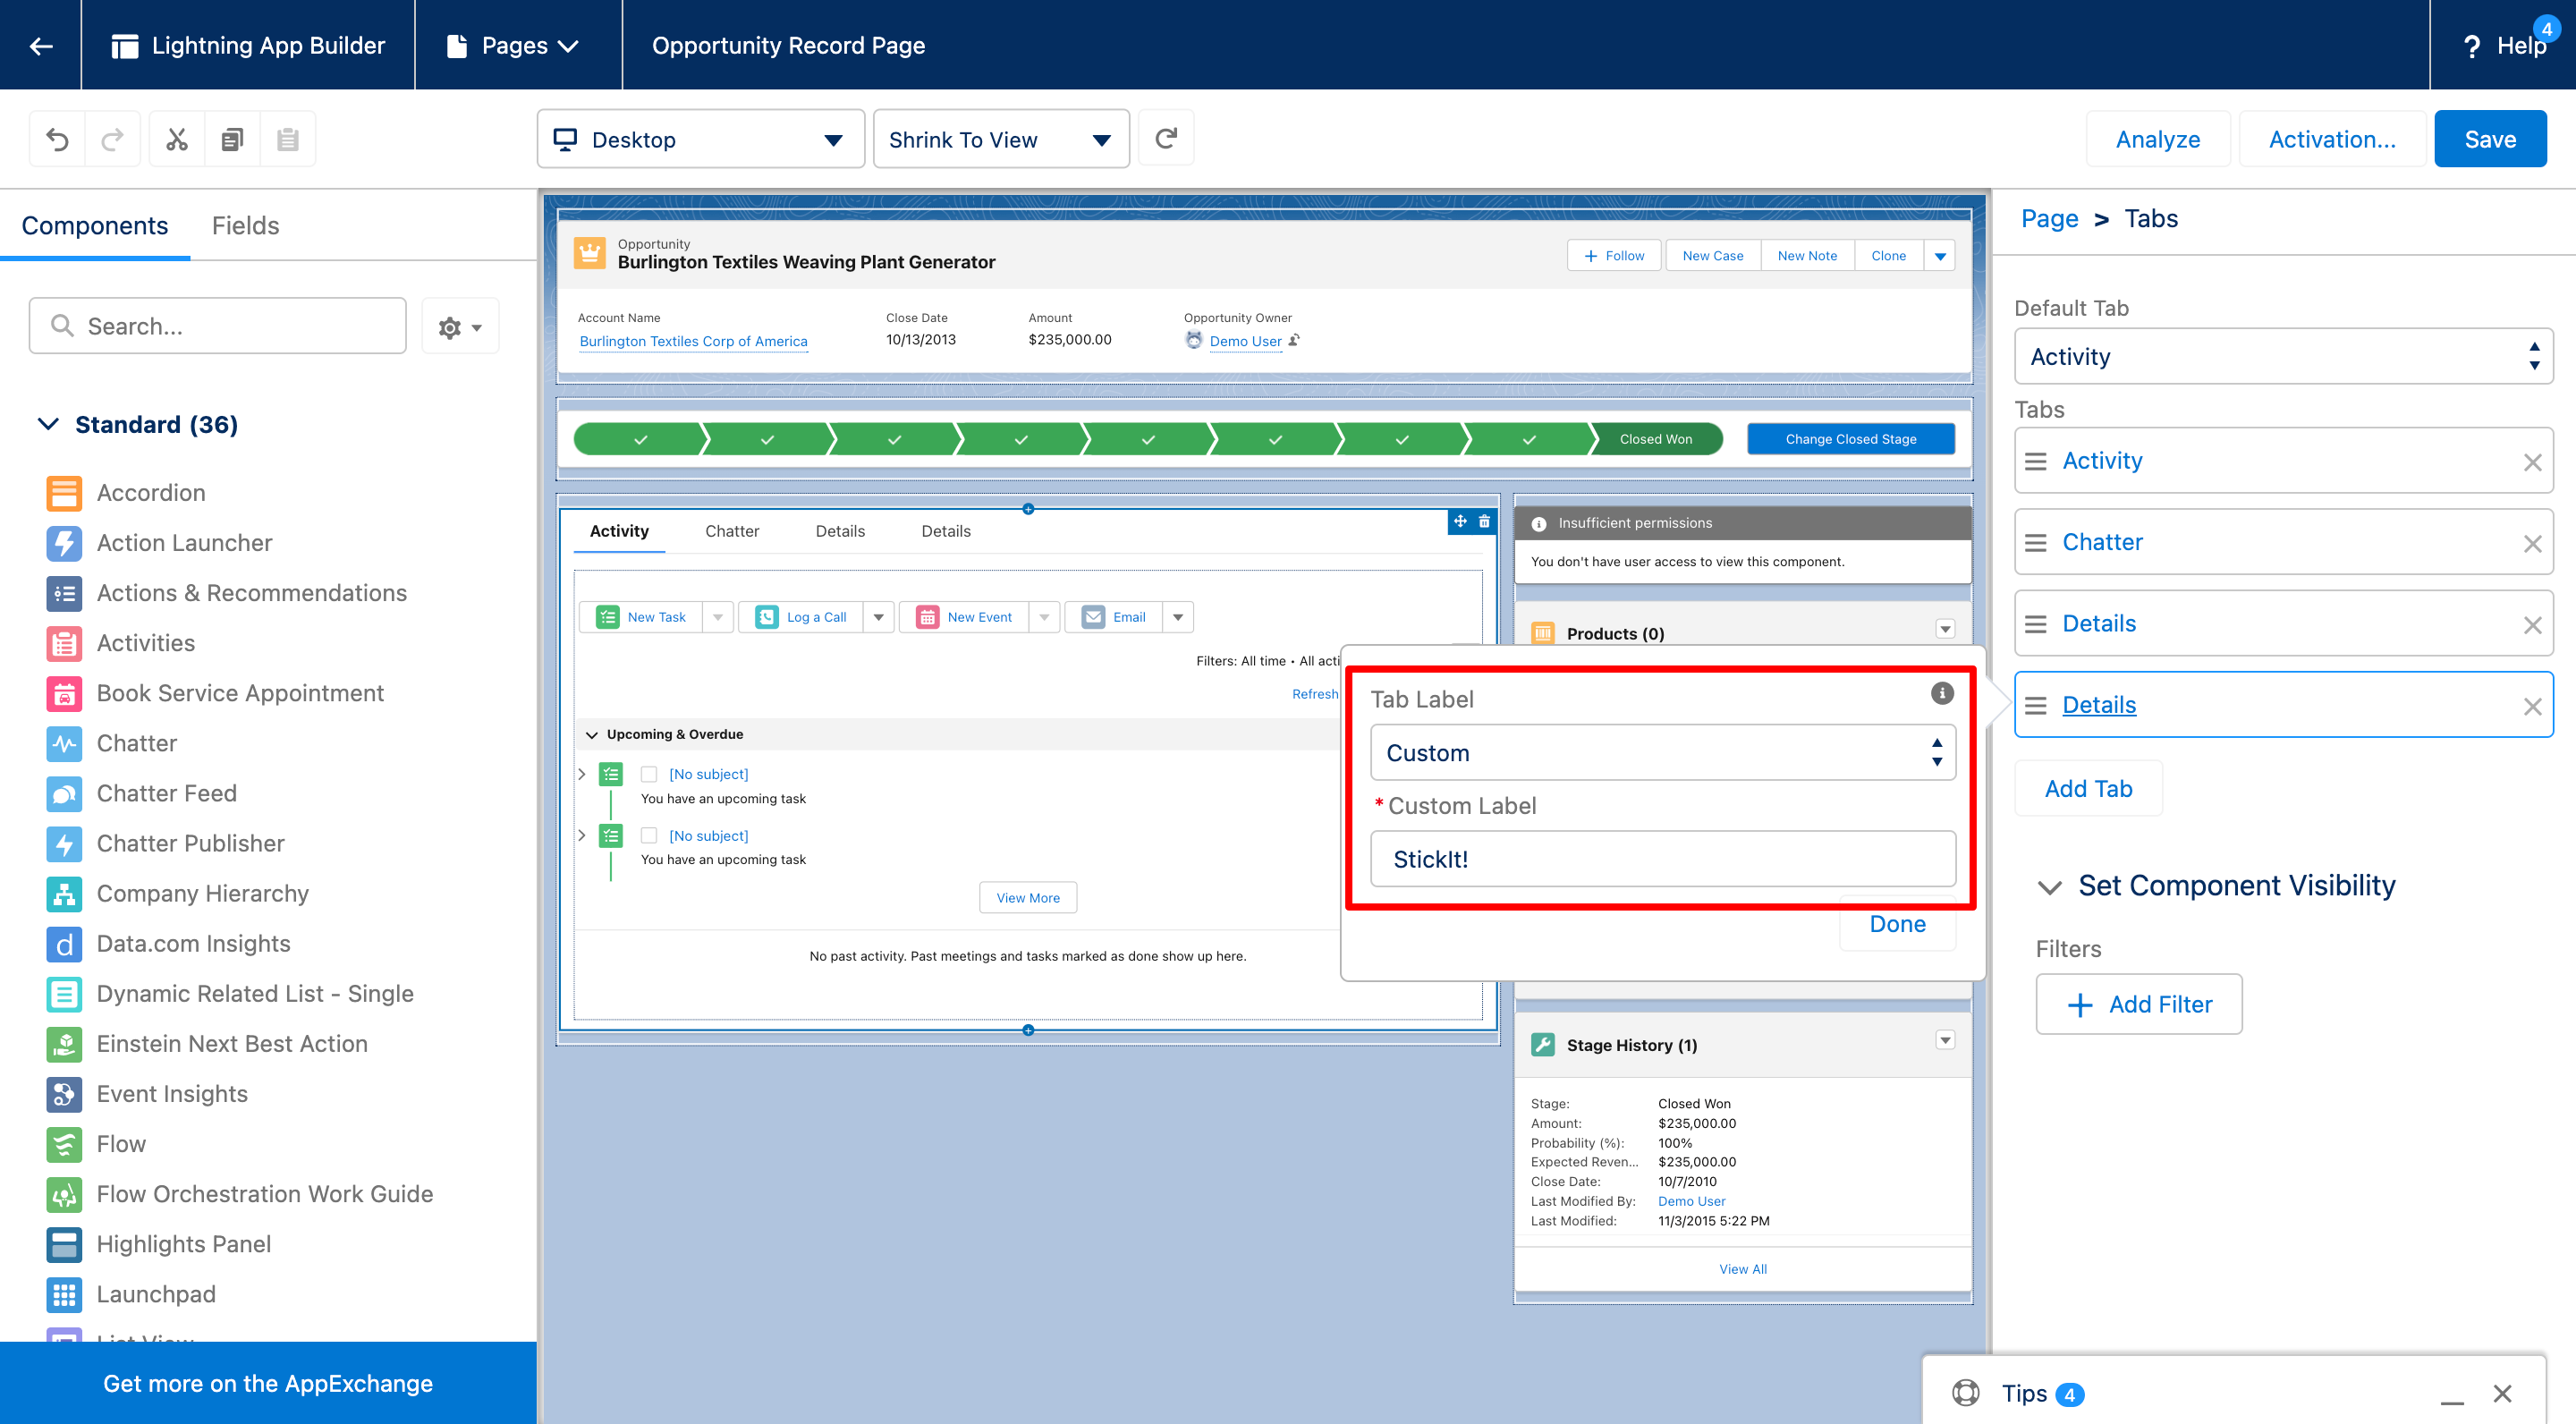 Lightning App Builder
Pages
Opportunity Record Page
? Help
4
Desktop
Shrink To View
Analyze
Activation...
Save
Components
Fields
Search...
Standard (36)
Accordion
Action Launcher
Actions & Recommendations
Activities
Book Service Appointment
Chatter
Chatter Feed
Chatter Publisher
Company Hierarchy
Data.com Insights
Dynamic Related List - Single
Einstein Next Best Action
Event Insights
Flow
Flow Orchestration Work Guide
Highlights Panel
Launchpad
List View
Get more on the AppExchange
Opportunity
Burlington Textiles Weaving Plant Generator
+ Follow
New Case
New Note
Clone
Account Name
Close Date
Amount
Opportunity Owner
Burlington Textiles Corp of America
10/13/2013
$235,000.00
Demo User
Closed Won
Change Closed Stage
Activity
Chatter
Details
Details
New Task
Log a Call
New Event
Email
Filters: All time • All acti
Refresh
Upcoming & Overdue
[No subject]
You have an upcoming task
[No subject]
You have an upcoming task
View More
No past activity. Past meetings and tasks marked as done show up here.
Insufficient permissions
You don't have user access to view this component.
Products (0)
Tab Label
Custom
* Custom Label
StickIt!
Done
Stage History (1)
Stage: Closed Won
Amount: $235,000.00
Probability (%): 100%
Expected Reven... $235,000.00
Close Date: 10/7/2010
Last Modified By: Demo User
Last Modified: 11/3/2015 5:22 PM
View All
Page > Tabs
Default Tab
Activity
Tabs
Activity
Chatter
Details
Details
Add Tab
Set Component Visibility
Filters
+ Add Filter
Tips 4